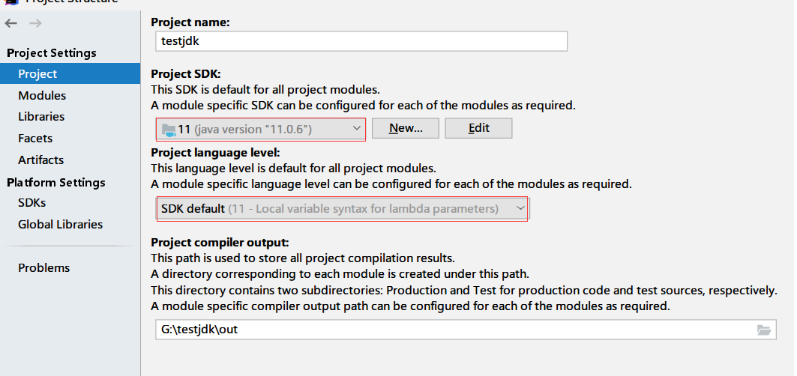 Project Structure
Project name:
testjdk
Project Settings
Project
Modules
Libraries
Facets
Artifacts
Platform Settings
SDKs
Global Libraries
Problems
Project SDK:
This SDK is default for all project modules.
A module specific SDK can be configured for each of the modules as required.
11 (java version "11.0.6")
New...
Edit
Project language level:
This language level is default for all project modules.
A module specific language level can be configured for each of the modules as required.
SDK default (11 - Local variable syntax for lambda parameters)
Project compiler output:
This path is used to store all project compilation results.
A directory corresponding to each module is created under this path.
This directory contains two subdirectories: Production and Test for production code and test sources, respectively.
A module specific compiler output path can be configured for each of the modules as required.
G:\testjdk\out